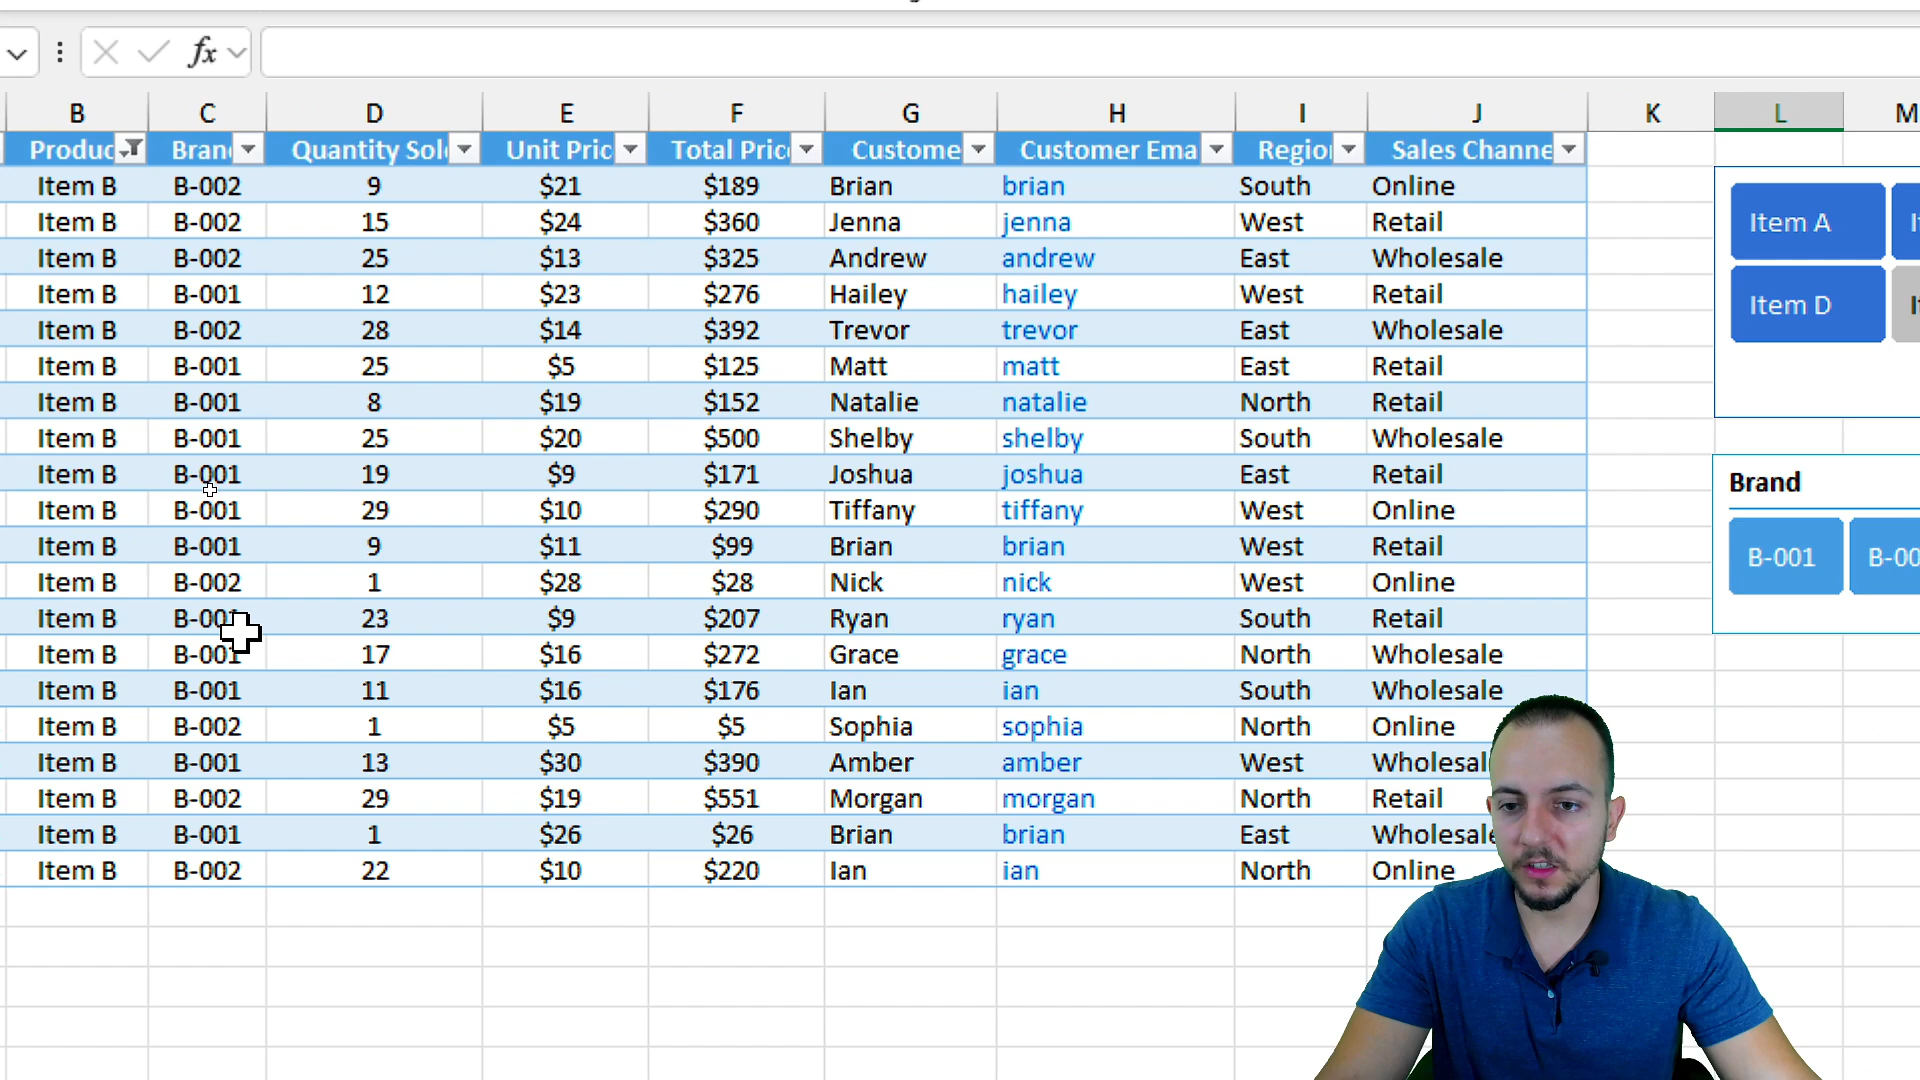 fx
B C D E F G H I J K L M
Produc Bran Quantity Sol Unit Pric Total Pric Custome Customer Ema Regio Sales Channe
Item B B-002 9 $21 $189 Brian brian South Online
Item B B-002 15 $24 $360 Jenna jenna West Retail
Item B B-002 25 $13 $325 Andrew andrew East Wholesale
Item B B-001 12 $23 $276 Hailey hailey West Retail
Item B B-002 28 $14 $392 Trevor trevor East Wholesale
Item B B-001 25 $5 $125 Matt matt East Retail
Item B B-001 8 $19 $152 Natalie natalie North Retail
Item B B-001 25 $20 $500 Shelby shelby South Wholesale
Item B B-001 19 $9 $171 Joshua joshua East Retail
Item B B-001 29 $10 $290 Tiffany tiffany West Online
Item B B-001 9 $11 $99 Brian brian West Retail
Item B B-002 1 $28 $28 Nick nick West Online
Item B B-001 23 $9 $207 Ryan ryan South Retail
Item B B-001 17 $16 $272 Grace grace North Wholesale
Item B B-001 11 $16 $176 Ian ian South Wholesale
Item B B-002 1 $5 $5 Sophia sophia North Online
Item B B-001 13 $30 $390 Amber amber West Wholesal
Item B B-002 29 $19 $551 Morgan morgan North Retail
Item B B-001 1 $26 $26 Brian brian East Wholesale
Item B B-002 22 $10 $220 Ian ian North Online
Item A
Item D
Brand
B-001 B-00